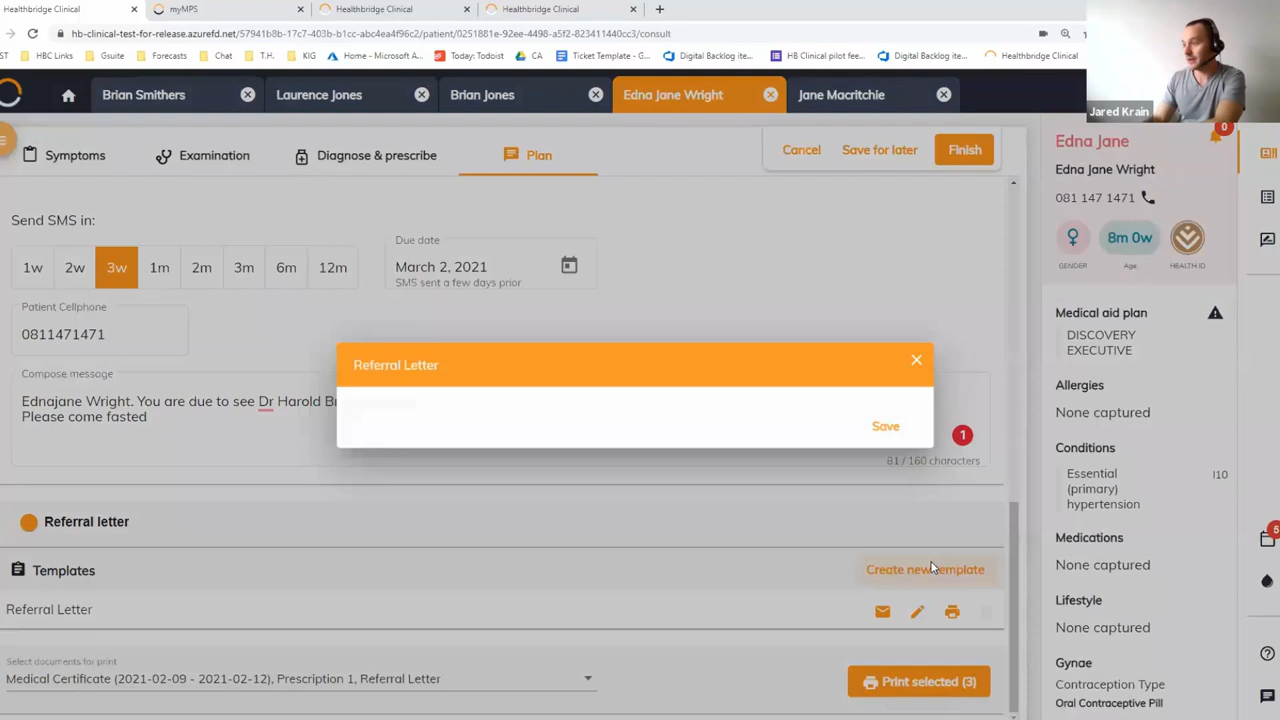 Healthbridge Clinical
myMPS
Healthbridge Clinical
Healthbridge Clinical
hb-clinical-test-for-release.azurefd.net/57941b8b-17c7-403b-b1cc-abc4ea4f96c2/patient/0251881e-92ee-4498-a5f2-823411440cc3/consult
ST
HBC Links
Gsuite
Forecasts
Chat
T.H.
KIG
Home - Microsoft A...
Today: Todoist
CA
Ticket Template - G...
Digital Backlog ite...
HB Clinical pilot fee...
Digital Backlog ite...
Healthbridge Clinical
Brian Smithers
Laurence Jones
Brian Jones
Edna Jane Wright
Jane Macritchie
Jared Krain
Symptoms
Examination
Diagnose & prescribe
Plan
Cancel
Save for later
Finish
0
Edna Jane
Edna Jane Wright
081 147 1471
8m 0w
GENDER
Age
HEALTH ID
Send SMS in:
1w
2w
3w
1m
2m
3m
6m
12m
Due date
March 2, 2021
SMS sent a few days prior
Patient Cellphone
0811471471
Compose message
Ednajane Wright. You are due to see Dr Harold
Please come fasted
1
81 / 160 characters
Referral Letter
Save
Referral letter
Templates
Create new template
Referral Letter
Select documents for print
Medical Certificate (2021-02-09 - 2021-02-12), Prescription 1, Referral Letter
Print selected (3)
Medical aid plan
DISCOVERY
EXECUTIVE
Allergies
None captured
Conditions
Essential
(primary)
hypertension
I10
Medications
None captured
Lifestyle
None captured
Gynae
Contraception Type
Oral Contraceptive Pill
5